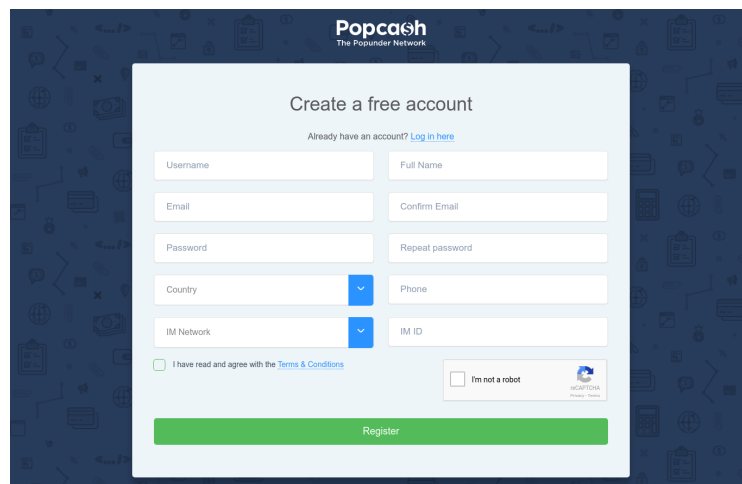 Popcash
The Popunder Network
Create a free account
Already have an account? Log in here
Username
Full Name
Email
Confirm Email
Password
Repeat password
Country
Phone
IM Network
IM ID
I have read and agree with the Terms & Conditions
I'm not a robot
reCAPTCHA
Privacy - Terms
Register